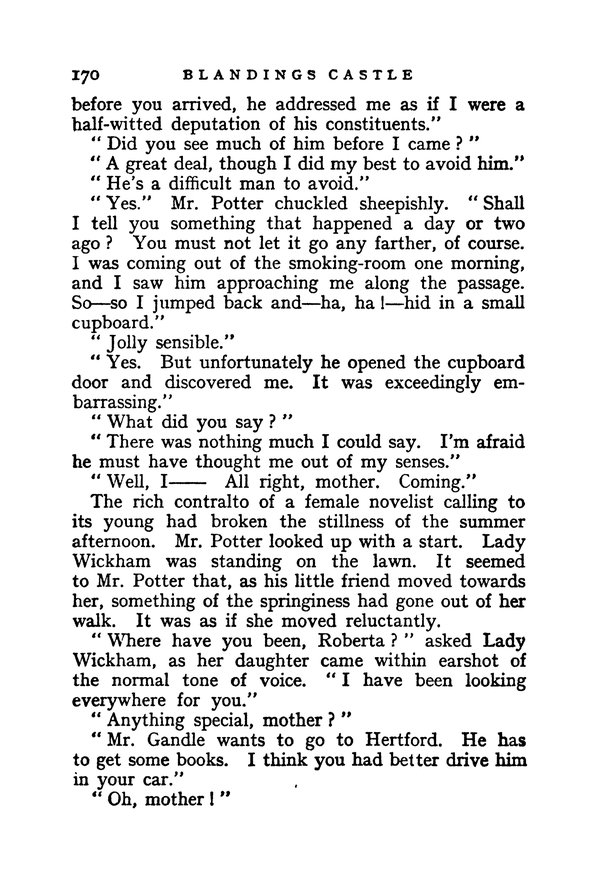 170 BLANDINGS CASTLE
before you arrived, he addressed me as if I were a
half-witted deputation of his constituents.”
“ Did you see much of him before I came ? ”
“ A great deal, though I did my best to avoid him.”
“ He’s a difficult man to avoid.”
“ Yes.” Mr. Potter chuckled sheepishly. “ Shall
I tell you something that happened a day or two
ago ? You must not let it go any farther, of course.
I was coming out of the smoking-room one morning,
and I saw him approaching me along the passage.
So—so I jumped back and—ha, ha !—hid in a small
cupboard.”
“ Jolly sensible.”
“ Yes. But unfortunately he opened the cupboard
door and discovered me. It was exceedingly em-
barrassing.”
“ What did you say ? ”
“ There was nothing much I could say. I’m afraid
he must have thought me out of my senses.”
“ Well, I—— All right, mother. Coming.”
The rich contralto of a female novelist calling to
its young had broken the stillness of the summer
afternoon. Mr. Potter looked up with a start. Lady
Wickham was standing on the lawn. It seemed
to Mr. Potter that, as his little friend moved towards
her, something of the springiness had gone out of her
walk. It was as if she moved reluctantly.
“ Where have you been, Roberta ? ” asked Lady
Wickham, as her daughter came within earshot of
the normal tone of voice. “ I have been looking
everywhere for you.”
“ Anything special, mother ? ”
“ Mr. Gandle wants to go to Hertford. He has
to get some books. I think you had better drive him
in your car.”
“ Oh, mother ! ”